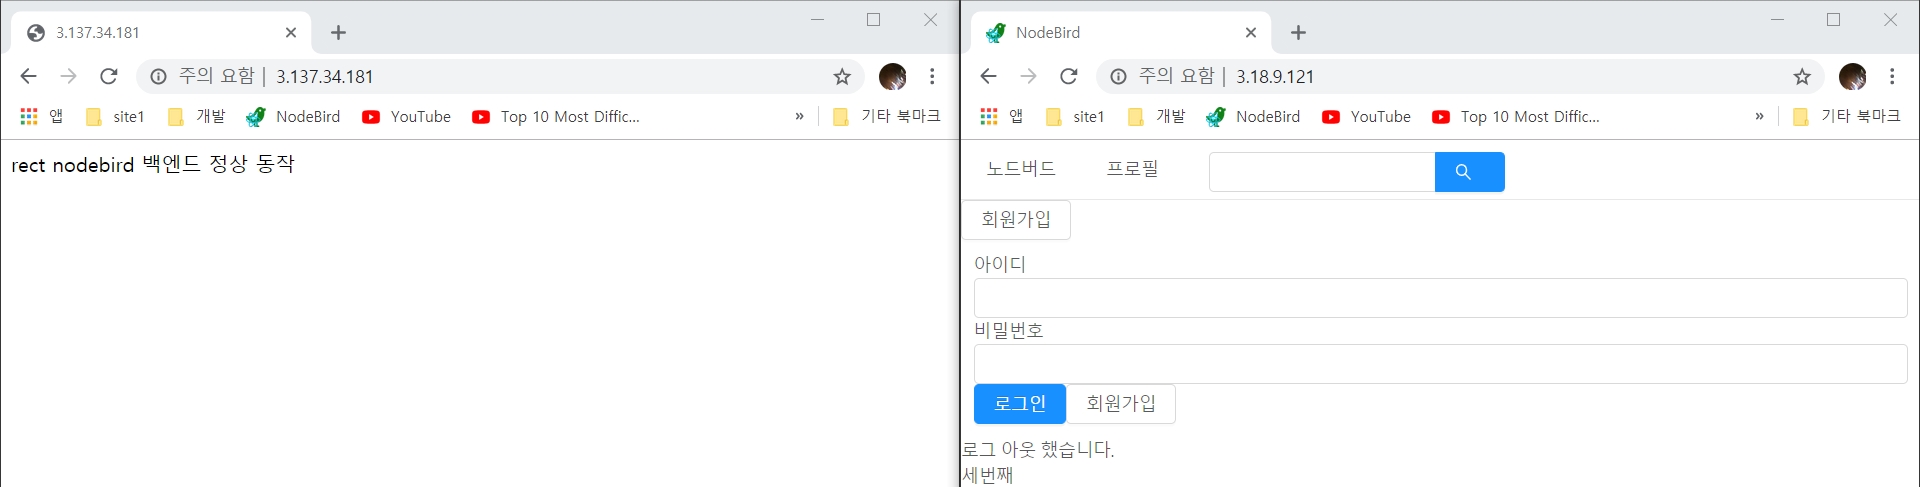 3.137.34.181
주의 요함 | 3.137.34.181
앱 site1 개발 NodeBird YouTube Top 10 Most Diffic... » 기타 북마크
rect nodebird 백엔드 정상 동작
NodeBird
주의 요함 | 3.18.9.121
앱 site1 개발 NodeBird YouTube Top 10 Most Diffic... » 기타 북마크
노드버드 프로필
회원가입
아이디
비밀번호
로그인 회원가입
로그 아웃 했습니다.
세번째